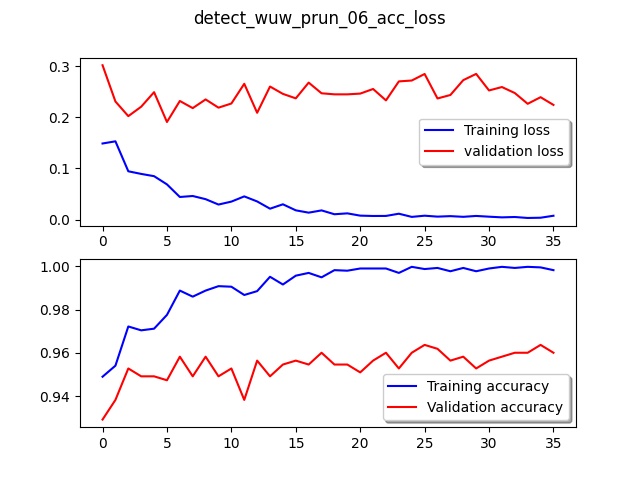 detect_wuw_prun_06_acc_loss
0.3
0.2
0.1
0.0
Training loss
validation loss
0 5 10 15 20 25 30 35
1.00
0.98
0.96
0.94
Training accuracy
Validation accuracy
0 5 10 15 20 25 30 35